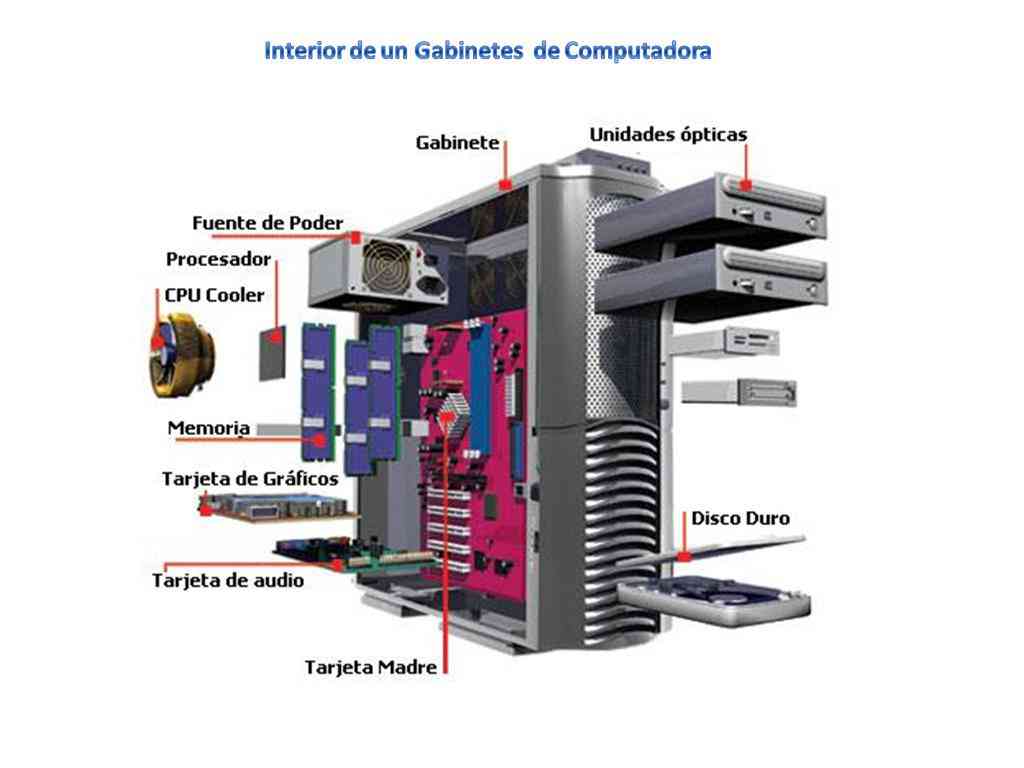 Interior de un Gabinetes de Computadora
Gabinete
Unidades ópticas
Fuente de Poder
Procesador
CPU Cooler
Memoria
Tarjeta de Gráficos
Disco Duro
Tarjeta de audio
Tarjeta Madre